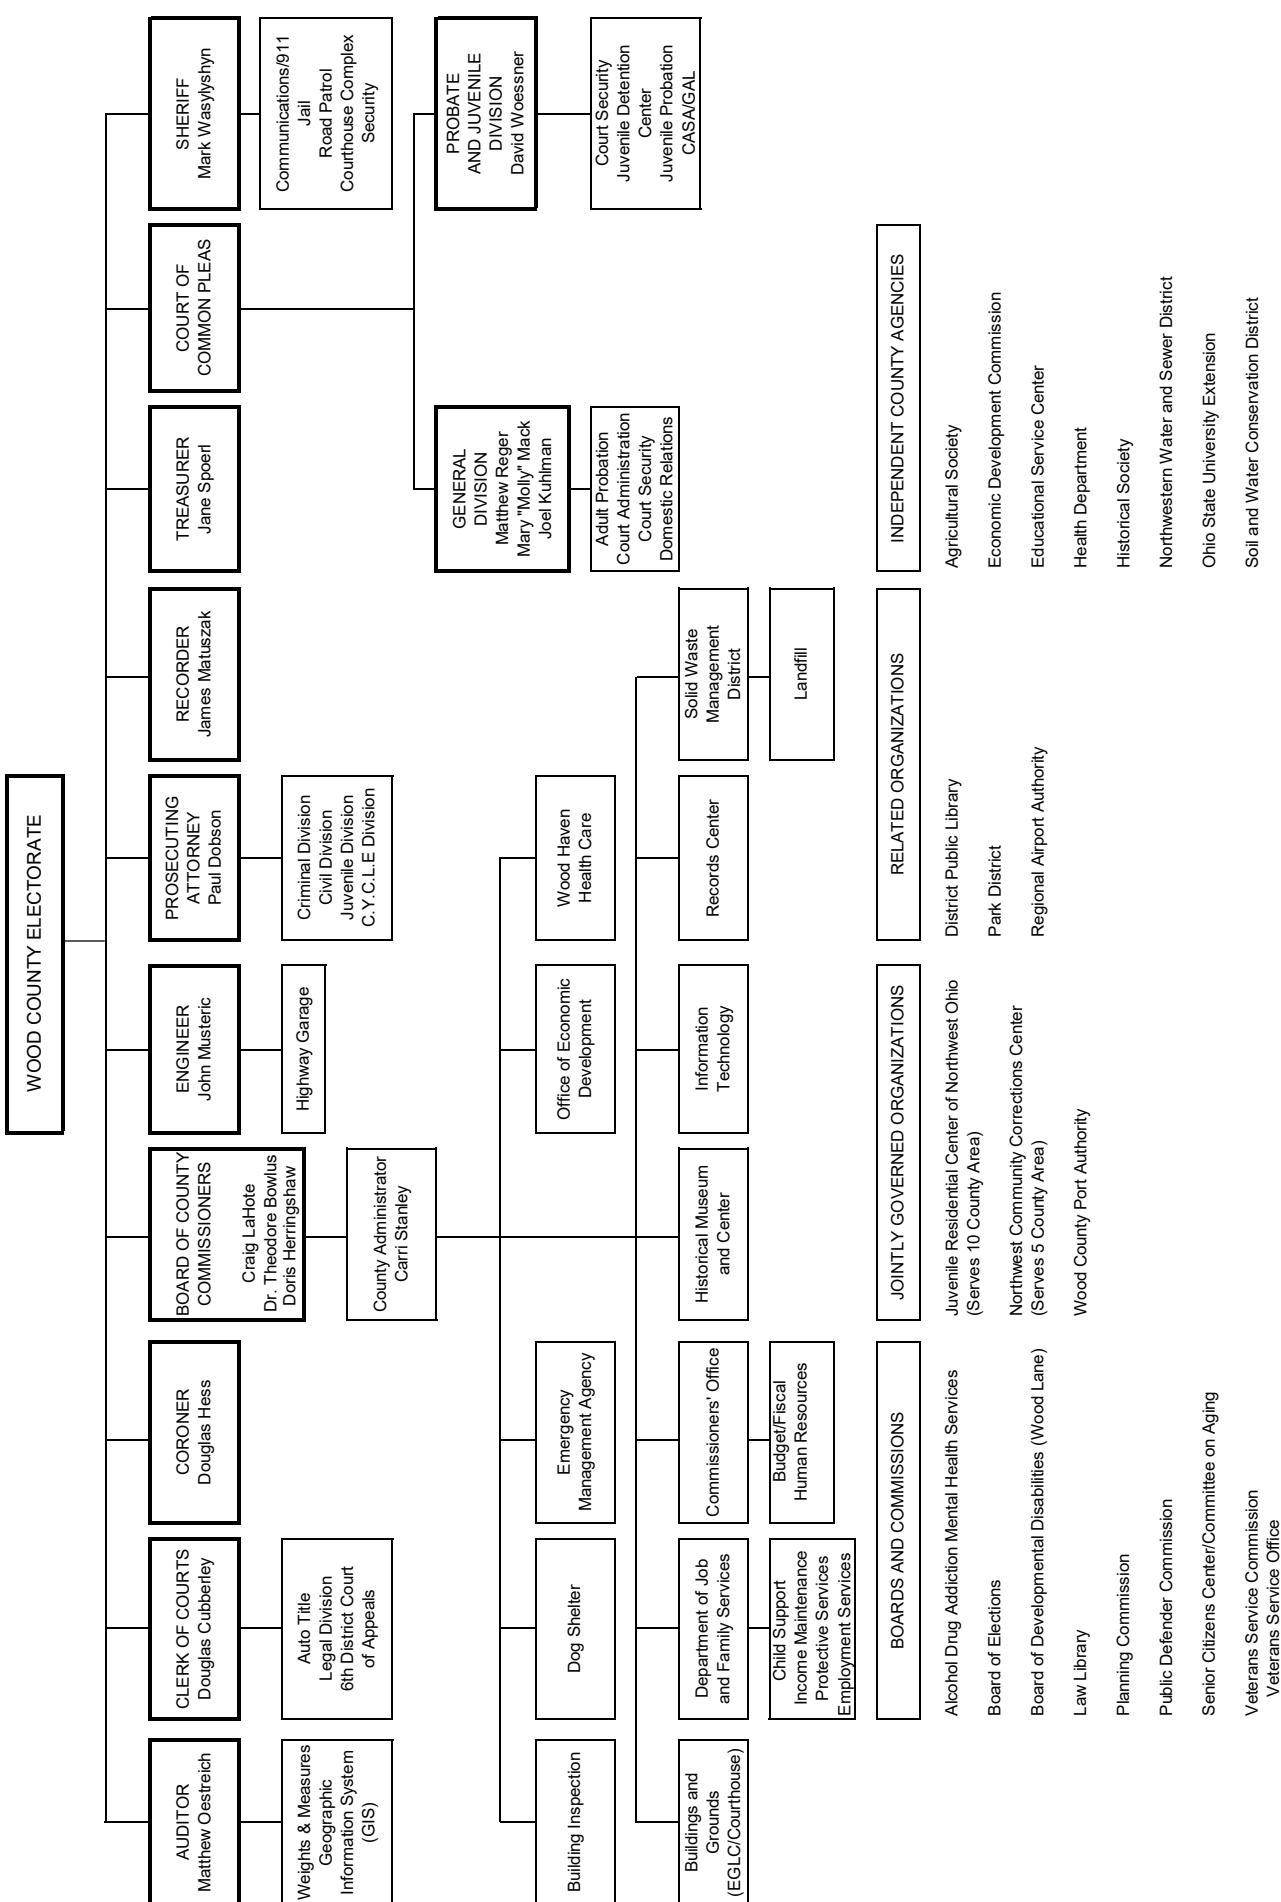 WOOD COUNTY ELECTORATE
AUDITOR
Matthew Oestreich
Weights & Measures
Geographic
Information System
(GIS)
CLERK OF COURTS
Douglas Cubberley
Auto Title
Legal Division
6th District Court
of Appeals
CORONER
Douglas Hess
BOARD OF COUNTY
COMMISSIONERS
Craig LaHote
Dr. Theodore Bowlus
Doris Herringshaw
County Administrator
Carri Stanley
ENGINEER
John Musteric
Highway Garage
PROSECUTING
ATTORNEY
Paul Dobson
Criminal Division
Civil Division
Juvenile Division
C.Y.C.L.E Division
RECORDER
James Matuszak
TREASURER
Jane Spoerl
COURT OF
COMMON PLEAS
SHERIFF
Mark Wasylyshyn
Communications/911
Jail
Road Patrol
Courthouse Complex
Security
GENERAL
DIVISION
Matthew Reger
Mary "Molly" Mack
Joel Kuhlman
Adult Probation
Court Administration
Court Security
Domestic Relations
PROBATE
AND JUVENILE
DIVISION
David Woessner
Court Security
Juvenile Detention
Center
Juvenile Probation
CASA/GAL
Building Inspection
Dog Shelter
Emergency
Management Agency
Office of Economic
Development
Wood Haven
Health Care
Buildings and
Grounds
(EGLC/Courthouse)
Department of Job
and Family Services
Child Support
Income Maintenance
Protective Services
Employment Services
Commissioners' Office
Budget/Fiscal
Human Resources
Historical Museum
and Center
Information
Technology
Records Center
Solid Waste
Management
District
Landfill
BOARDS AND COMMISSIONS
Alcohol Drug Addiction Mental Health Services
Board of Elections
Board of Developmental Disabilities (Wood Lane)
Law Library
Planning Commission
Public Defender Commission
Senior Citizens Center/Committee on Aging
Veterans Service Commission
Veterans Service Office
JOINTLY GOVERNED ORGANIZATIONS
Juvenile Residential Center of Northwest Ohio
(Serves 10 County Area)
Northwest Community Corrections Center
(Serves 5 County Area)
Wood County Port Authority
RELATED ORGANIZATIONS
District Public Library
Park District
Regional Airport Authority
INDEPENDENT COUNTY AGENCIES
Agricultural Society
Economic Development Commission
Educational Service Center
Health Department
Historical Society
Northwestern Water and Sewer District
Ohio State University Extension
Soil and Water Conservation District